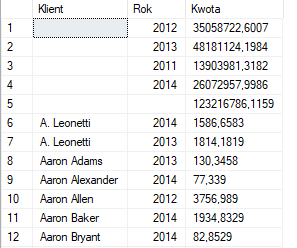 Klient Rok Kwota
1 2012 35058722,6007
2 2013 48181124,1984
3 2011 13903981,3182
4 2014 26072957,9986
5 123216786,1159
6 A. Leonetti 2014 1586,6583
7 A. Leonetti 2013 1814,1819
8 Aaron Adams 2013 130,3458
9 Aaron Alexander 2014 77,339
10 Aaron Allen 2012 3756,989
11 Aaron Baker 2014 1934,8329
12 Aaron Bryant 2014 82,8529